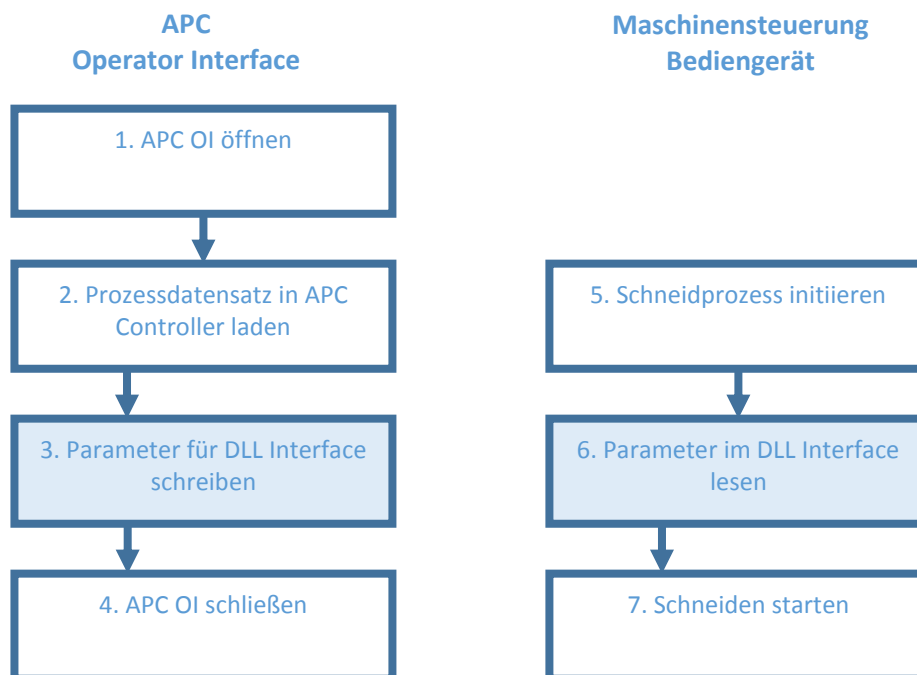 APC
Operator Interface
1. APC OI öffnen
2. Prozessdatensatz in APC
Controller laden
3. Parameter für DLL Interface
schreiben
4. APC OI schließen
Maschinensteuerung
Bediengerät
5. Schneidprozess initiieren
6. Parameter im DLL Interface
lesen
7. Schneiden starten